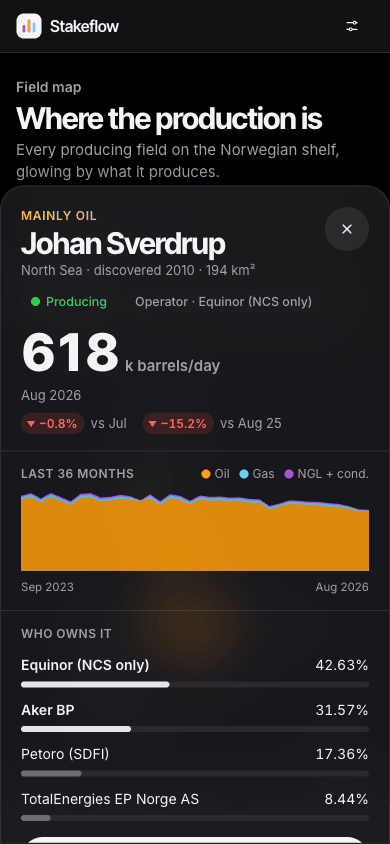 Stakeflow
Field map
Where the production is
Every producing field on the Norwegian shelf,
glowing by what it produces.
MAINLY OIL
Johan Sverdrup
North Sea · discovered 2010 · 194 km²
Producing
Operator · Equinor (NCS only)
618 k barrels/day
Aug 2026
−0.8% vs Jul −15.2% vs Aug 25
LAST 36 MONTHS
Oil Gas NGL + cond.
Sep 2023 Aug 2026
WHO OWNS IT
Equinor (NCS only) 42.63%
Aker BP 31.57%
Petoro (SDFI) 17.36%
TotalEnergies EP Norge AS 8.44%